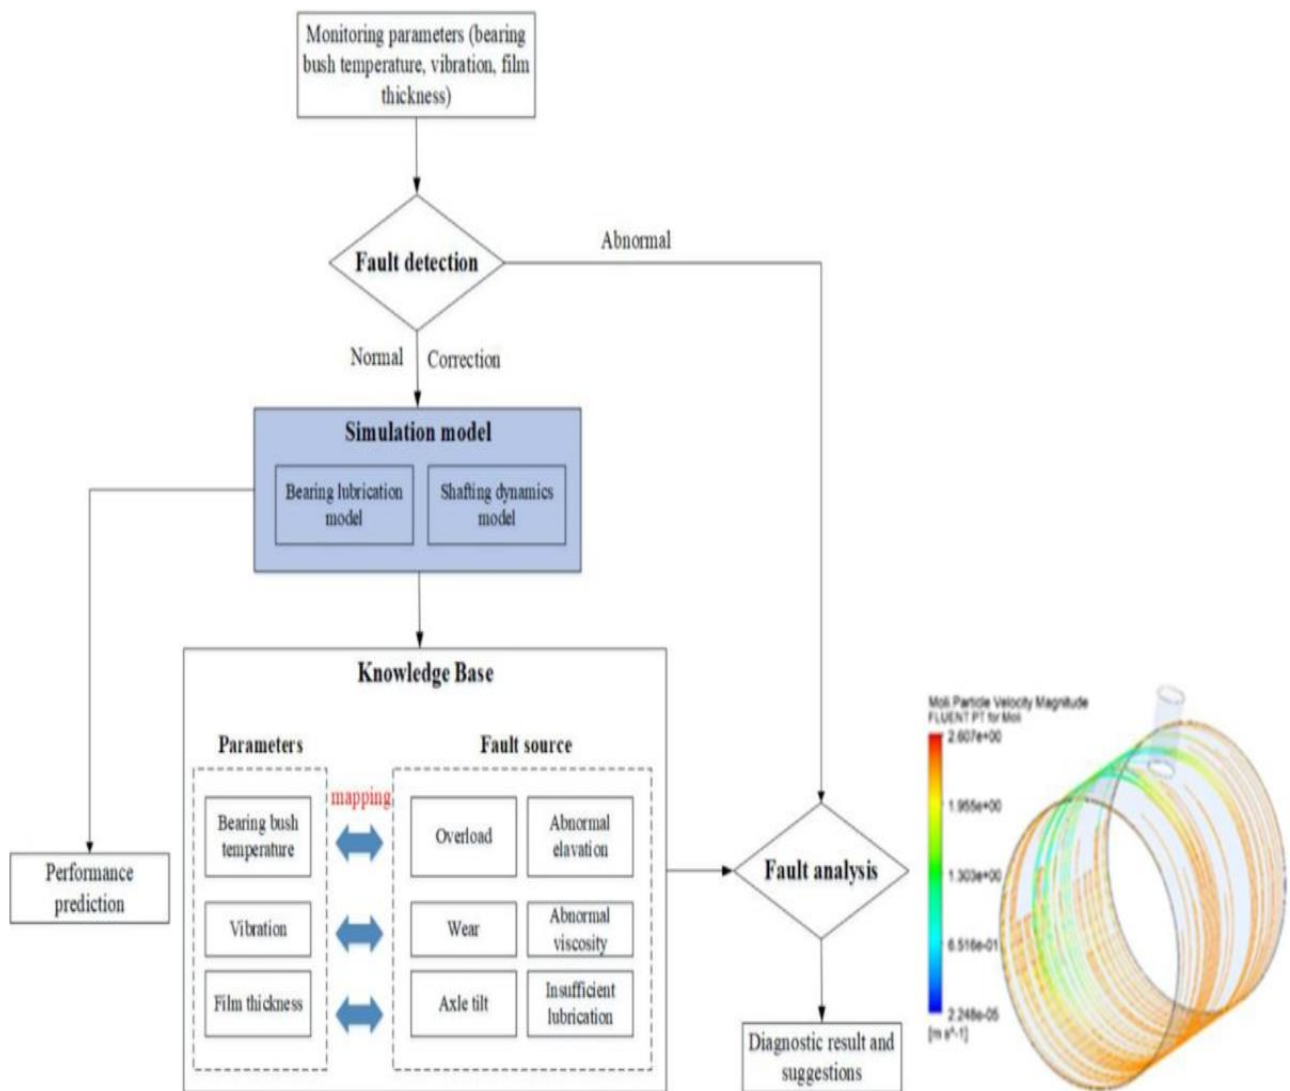 Monitoring parameters (bearing
bush temperature, vibration, film
thickness)
Fault detection
Abnormal
Normal
Correction
Simulation model
Bearing lubrication
model
Shafting dynamics
model
Knowledge Base
Parameters
Fault source
mapping
Bearing bush
temperature
Overload
Abnormal
elavation
Vibration
Wear
Abnormal
viscosity
Film thickness
Axle tilt
Insufficient
lubrication
Performance
prediction
Fault analysis
Diagnostic result and
suggestions
Moli Particle Velocity Magnitude
FLUENT PT for Moli
2.607e+00
1.955e+00
1.303e+00
6.516e-01
2.248e-05
[m s^-1]